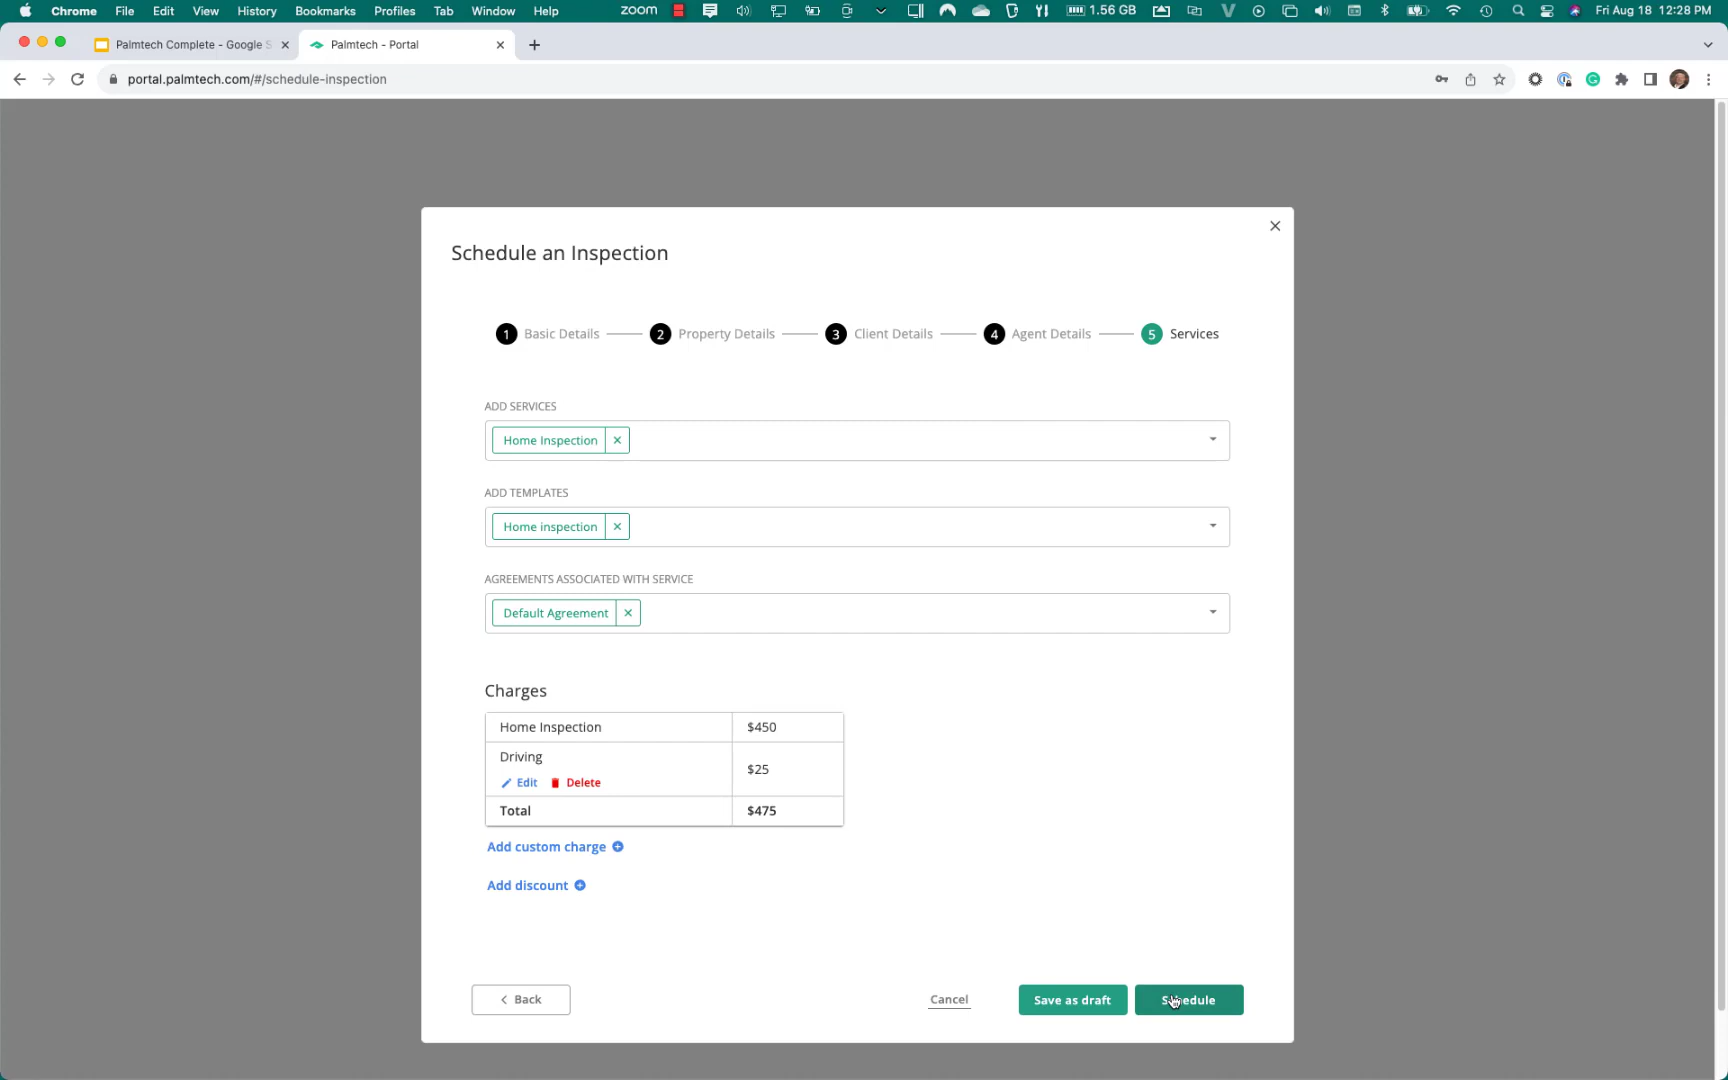 Chrome File Edit View History Bookmarks Profiles Tab Window Help zoom 1.56 GB Fri Aug 18 12:28 PM
Palmtech Complete - Google S Palmtech - Portal
portal.palmtech.com/#/schedule-inspection
Schedule an Inspection
1 Basic Details 2 Property Details 3 Client Details 4 Agent Details 5 Services
ADD SERVICES
Home Inspection
ADD TEMPLATES
Home inspection
AGREEMENTS ASSOCIATED WITH SERVICE
Default Agreement
Charges
Home Inspection $450
Driving
$25
Edit Delete
Total $475
Add custom charge
Add discount
Back Cancel Save as draft Schedule